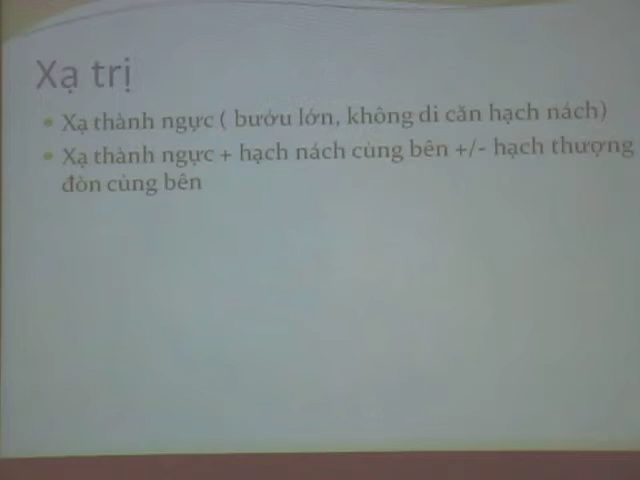 Xạ trị
• Xạ thành ngực ( bướu lớn, không di căn hạch nách)
• Xạ thành ngực + hạch nách cùng bên +/- hạch thượng
đòn cùng bên